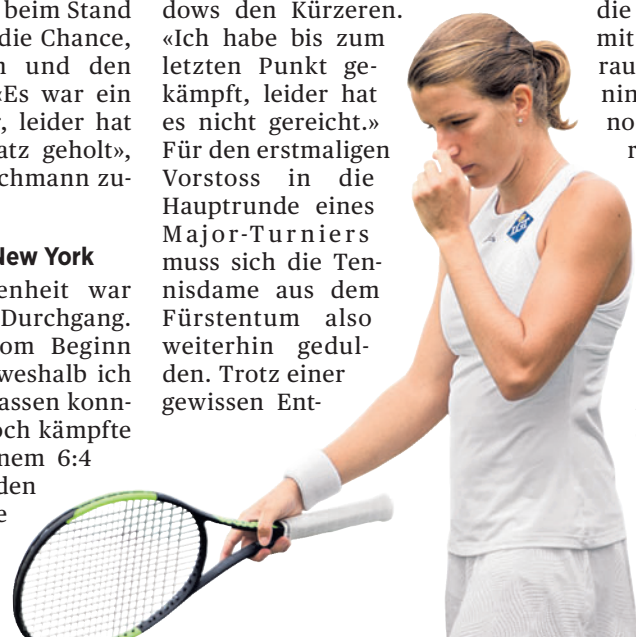 beim Stand
die Chance,
und den
«Es war ein
, leider hat
atz geholt»,
chmann zu-
New York
enheit war
Durchgang.
om Beginn
weshalb ich
assen konn-
och kämpfte
nem 6:4
den
e
dows den Kürzeren.
«Ich habe bis zum
letzten Punkt ge-
kämpft, leider hat
es nicht gereicht.»
Für den erstmaligen
Vorstoss in die
Hauptrunde eines
Major-Turniers
muss sich die Ten-
nisdame aus dem
Fürstentum also
weiterhin gedul-
den. Trotz einer
gewissen Ent-
die
mit
rau
nin
no
r